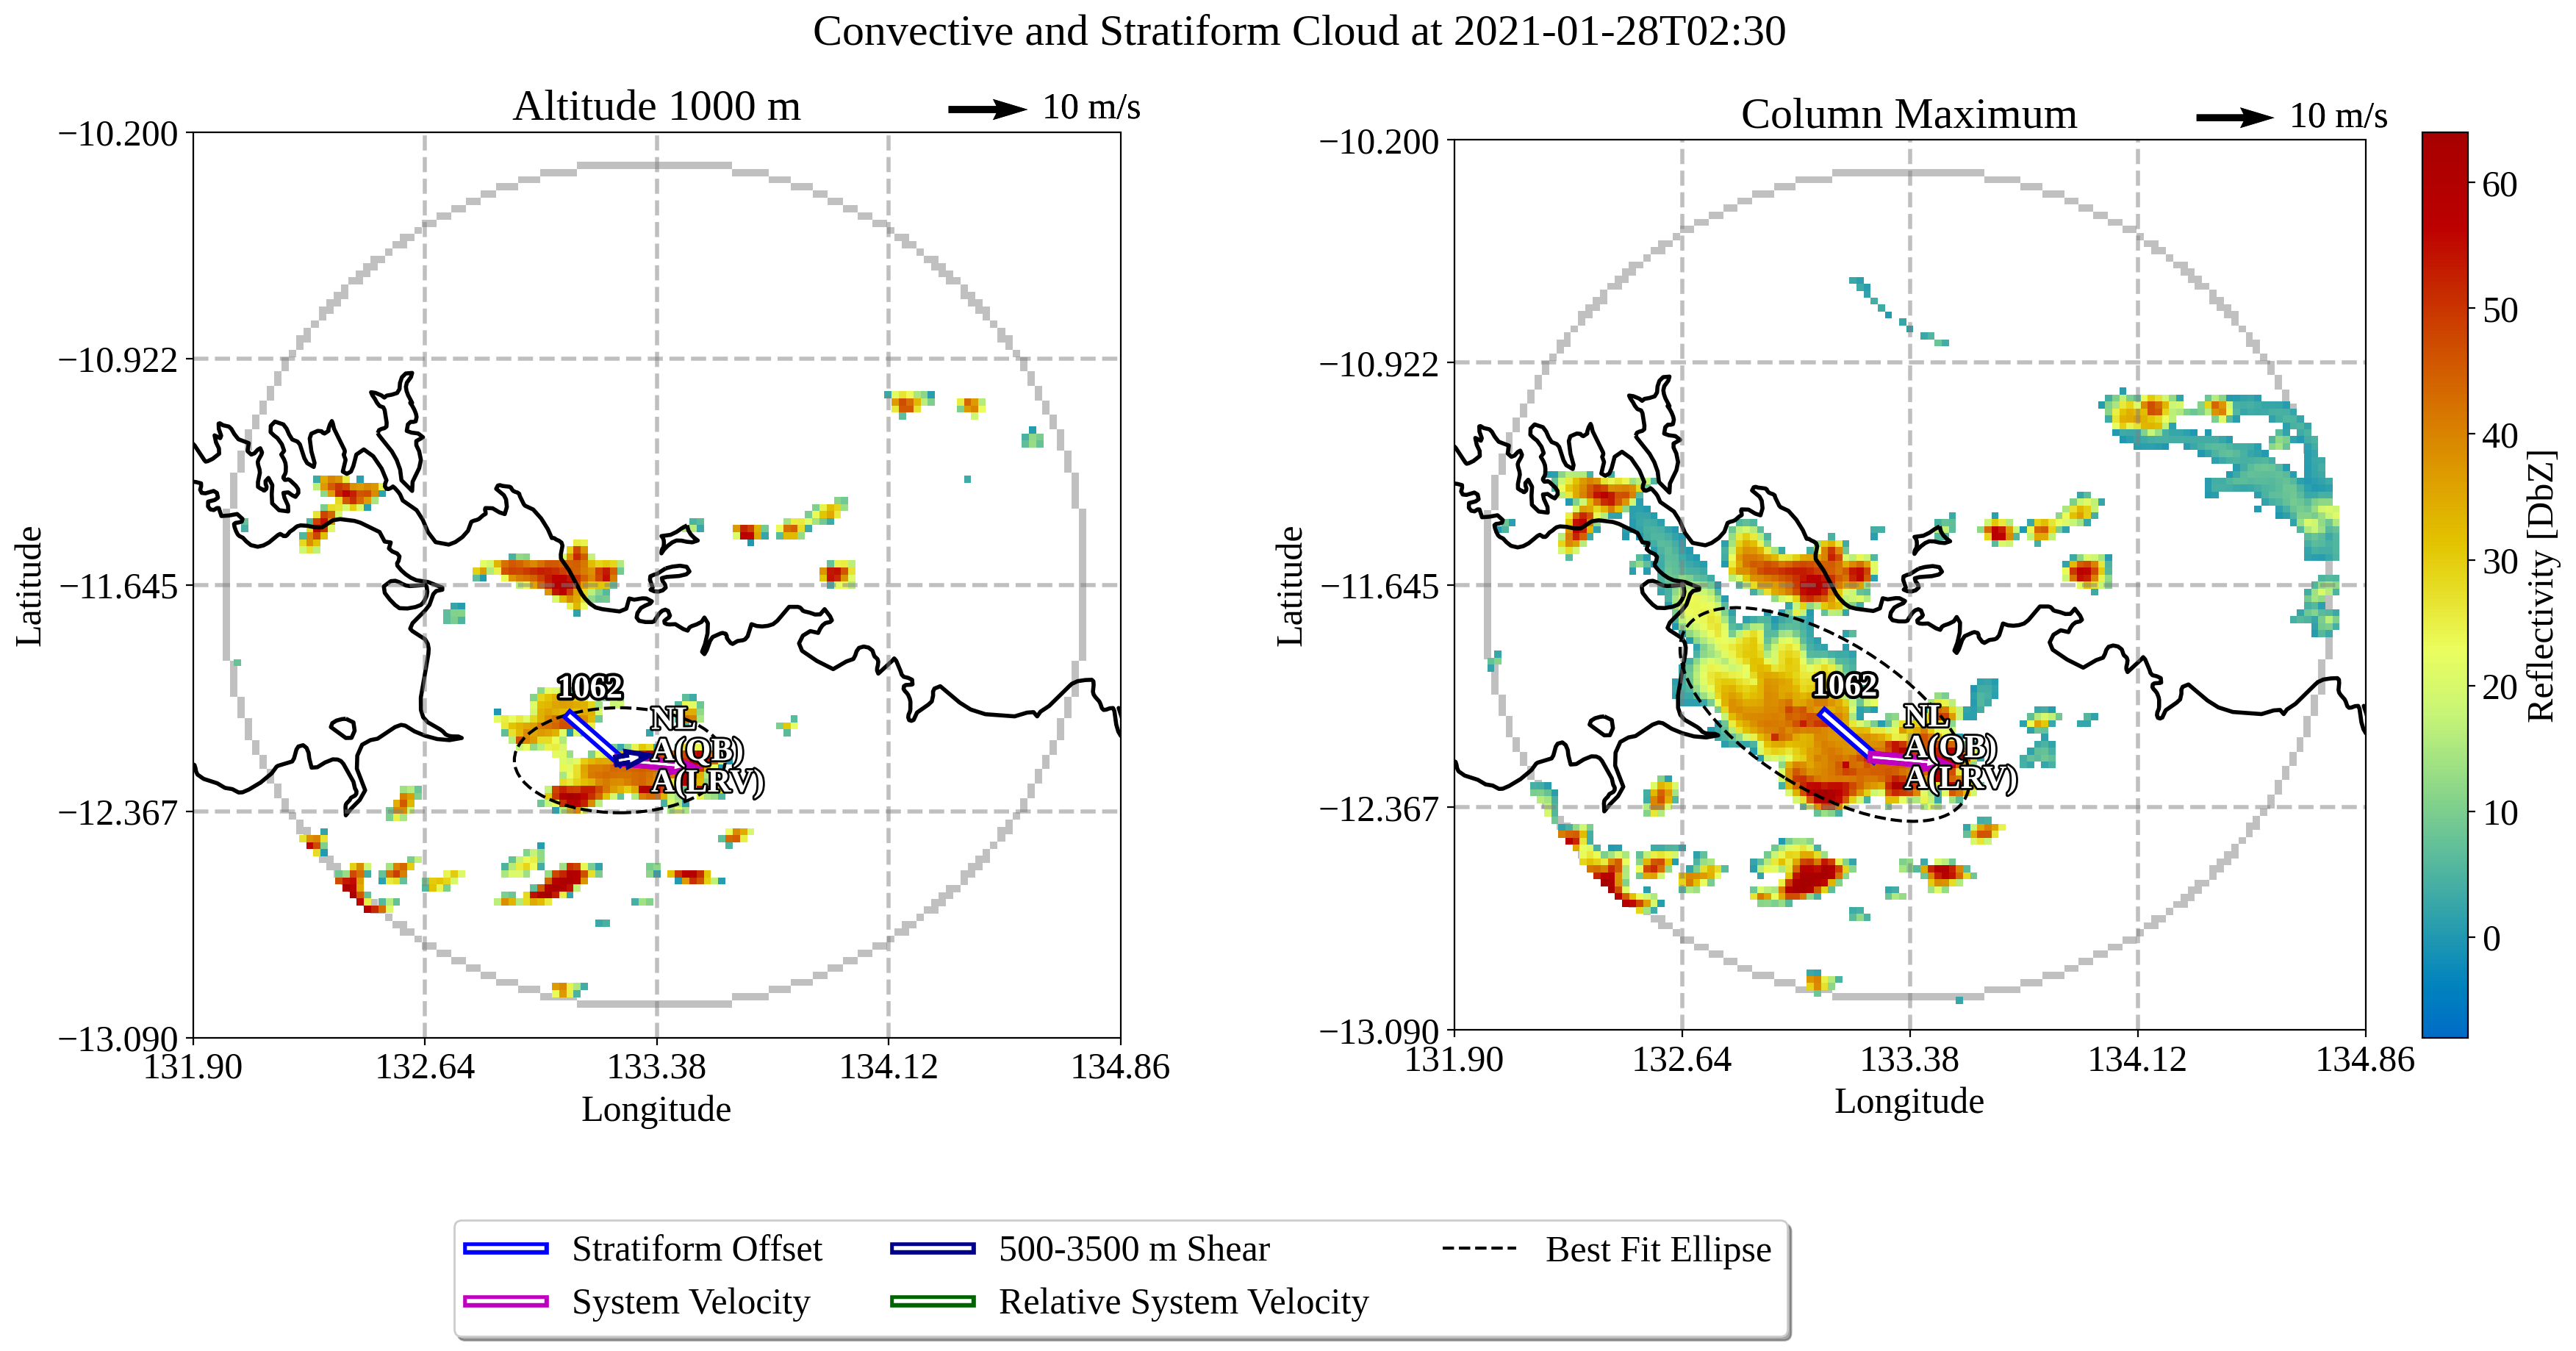 Convective and Stratiform Cloud at 2021-01-28T02:30
Altitude 1000 m
10 m/s
−10.200
−10.922
−11.645
−12.367
−13.090
Latitude
131.90
132.64
133.38
134.12
134.86
Longitude
1062
NL
A(QB)
A(LRV)
Column Maximum
10 m/s
−10.200
−10.922
−11.645
−12.367
−13.090
Latitude
131.90
132.64
133.38
134.12
134.86
Longitude
1062
NL
A(QB)
A(LRV)
60
50
40
30
20
10
0
Reflectivity [DbZ]
Stratiform Offset
System Velocity
500-3500 m Shear
Relative System Velocity
Best Fit Ellipse